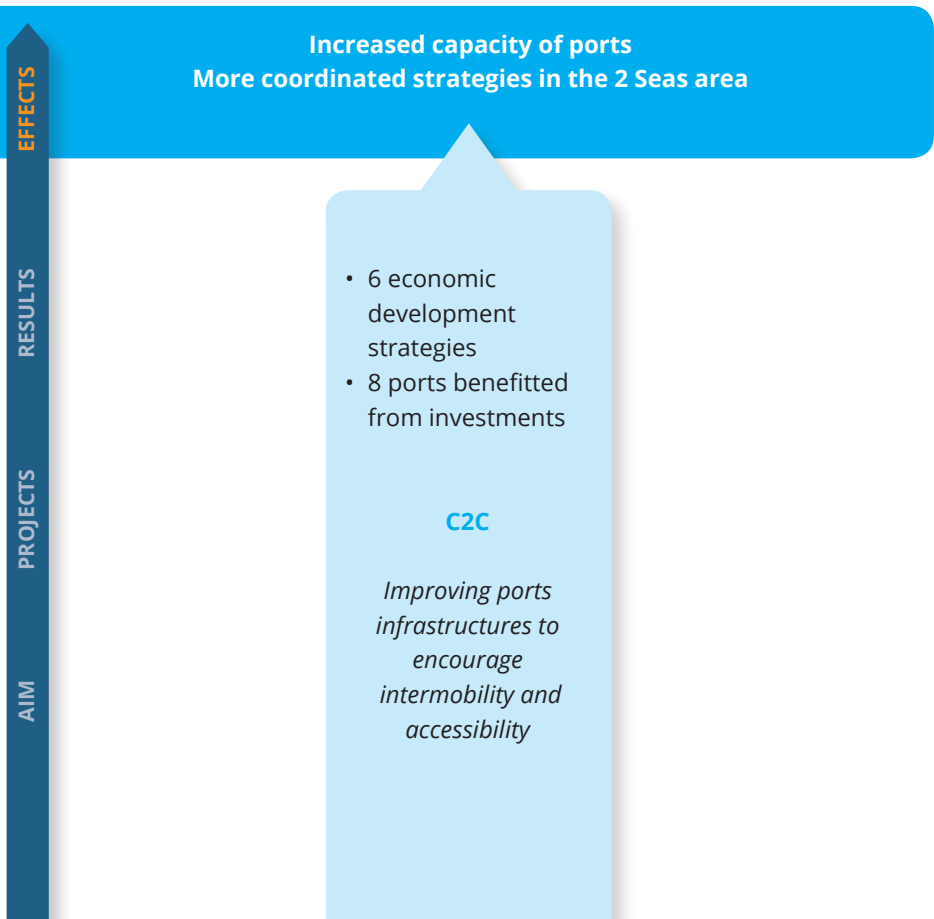 Increased capacity of ports
More coordinated strategies in the 2 Seas area
EFFECTS
RESULTS
PROJECTS
AIM
• 6 economic
development
strategies
• 8 ports benefitted
from investments
C2C
Improving ports
infrastructures to
encourage
intermobility and
accessibility